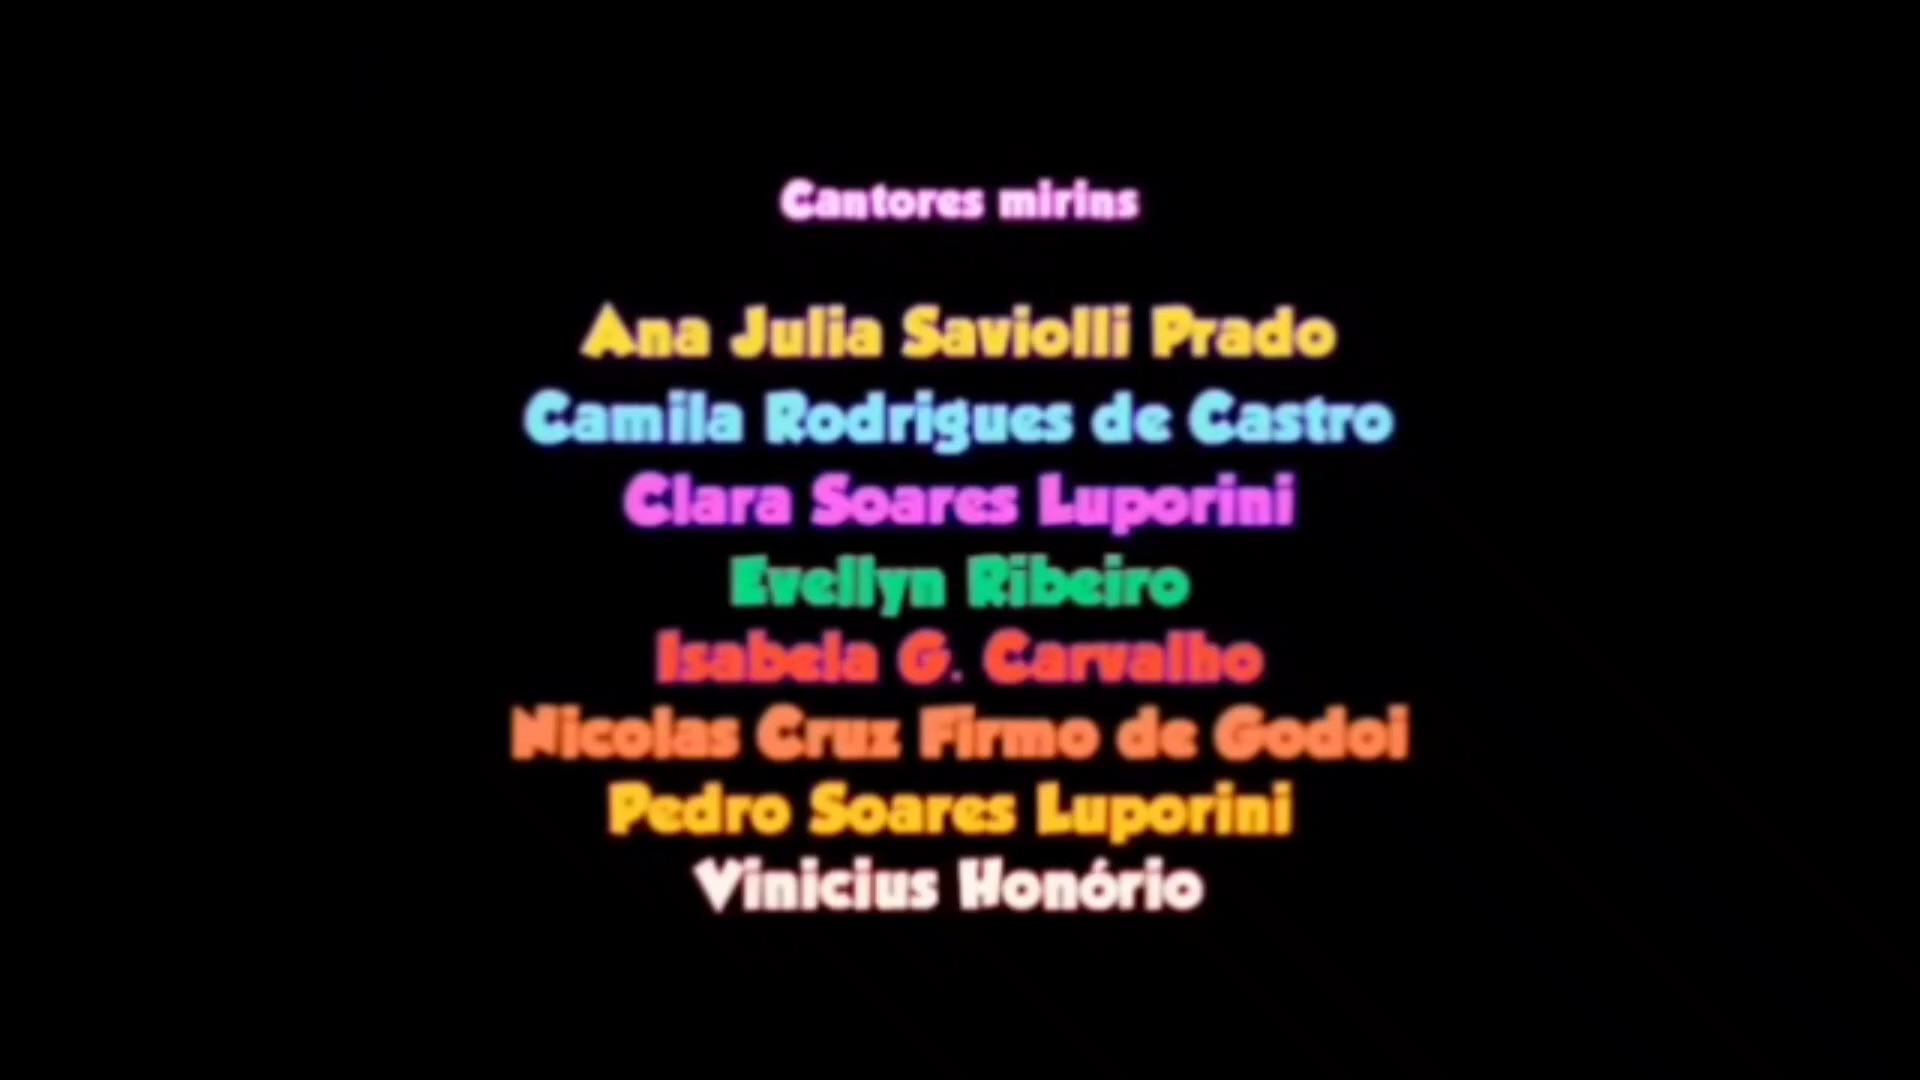 Cantores mirins
Ana Julia Saviolli Prado
Camila Rodrigues de Castro
Clara Soares Luporini
Evellyn Ribeiro
Isabela G. Carvalho
Nicolas Cruz Firmo de Godoi
Pedro Soares Luporini
Vinicius Honório